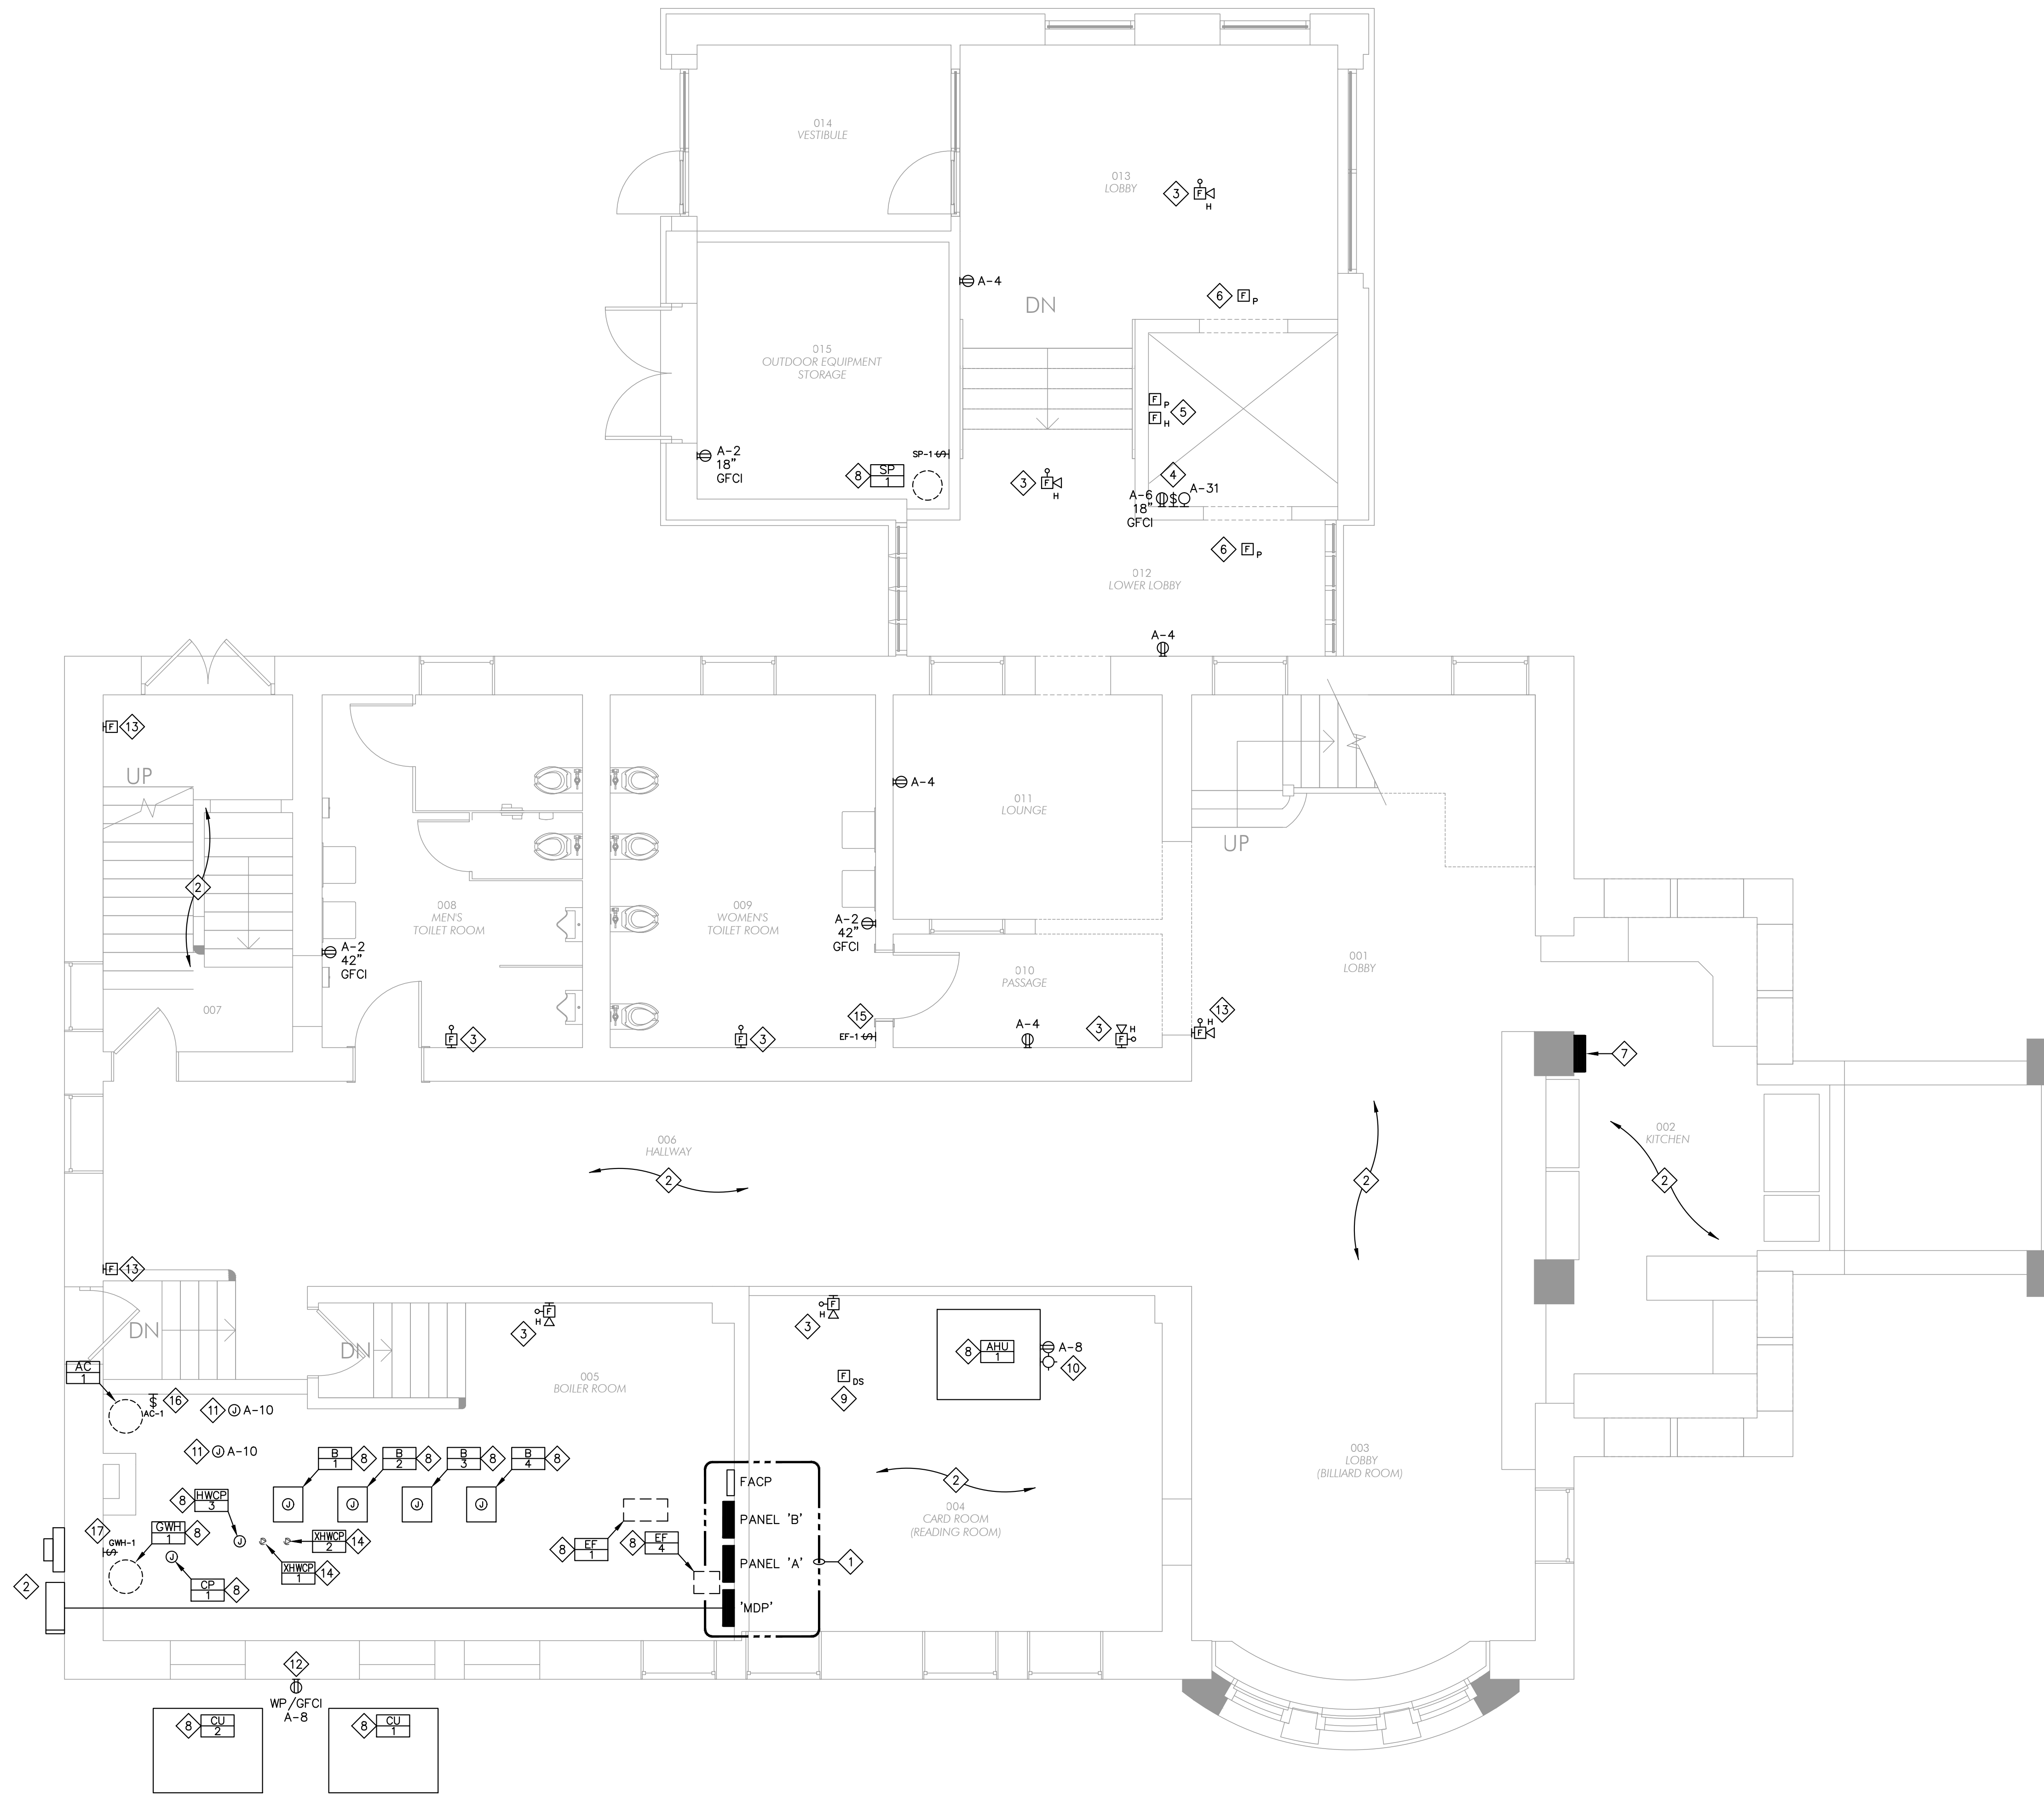 014
VESTIBULE
013
LOBBY
3
F
H
A-4
DN
6
F
P
015
OUTDOOR EQUIPMENT
STORAGE
F
P
5
F
H
A-2
18"
GFCI
SP-1
8
SP
1
3
F
H
4
A-6
$
A-31
18"
GFCI
6
F
P
012
LOWER LOBBY
A-4
F
13
UP
A-4
011
LOUNGE
UP
2
008
MEN'S
TOILET ROOM
009
WOMEN'S
TOILET ROOM
A-2
42"
GFCI
A-2
42"
GFCI
001
LOBBY
010
PASSAGE
007
15
EF-1
F
3
F
3
A-4
3
H
F
13
H
F
7
006
HALLWAY
2
2
002
KITCHEN
2
F
13
DN
F
H
3
F
H
3
DN
AHU
1
8
A-8
10
AC
1
AC-1
$
16
11
J
A-10
005
BOILER ROOM
F
DS
9
11
J
A-10
B
1
8
B
2
8
B
3
8
B
4
8
J
J
J
J
FACP
PANEL 'B'
PANEL 'A'
'MDP'
1
2
004
CARD ROOM
(READING ROOM)
003
LOBBY
(BILLIARD ROOM)
8
HWCP
3
J
17
GWH-1
GWH
1
8
J
CP
1
8
XHWCP
2
14
XHWCP
1
14
8
EF
1
8
EF
4
2
12
WP/GFCI
A-8
8
CU
2
8
CU
1